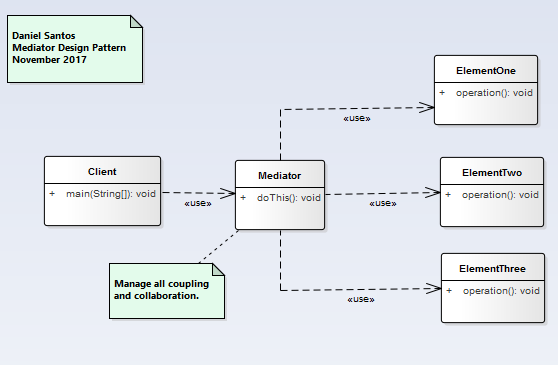 Daniel Santos
Mediator Design Pattern
November 2017
ElementOne
+ operation(): void
«use»
Client
+ main(String[]): void
«use»
Mediator
+ doThis(): void
«use»
ElementTwo
+ operation(): void
Manage all coupling
and collaboration.
ElementThree
+ operation(): void
«use»